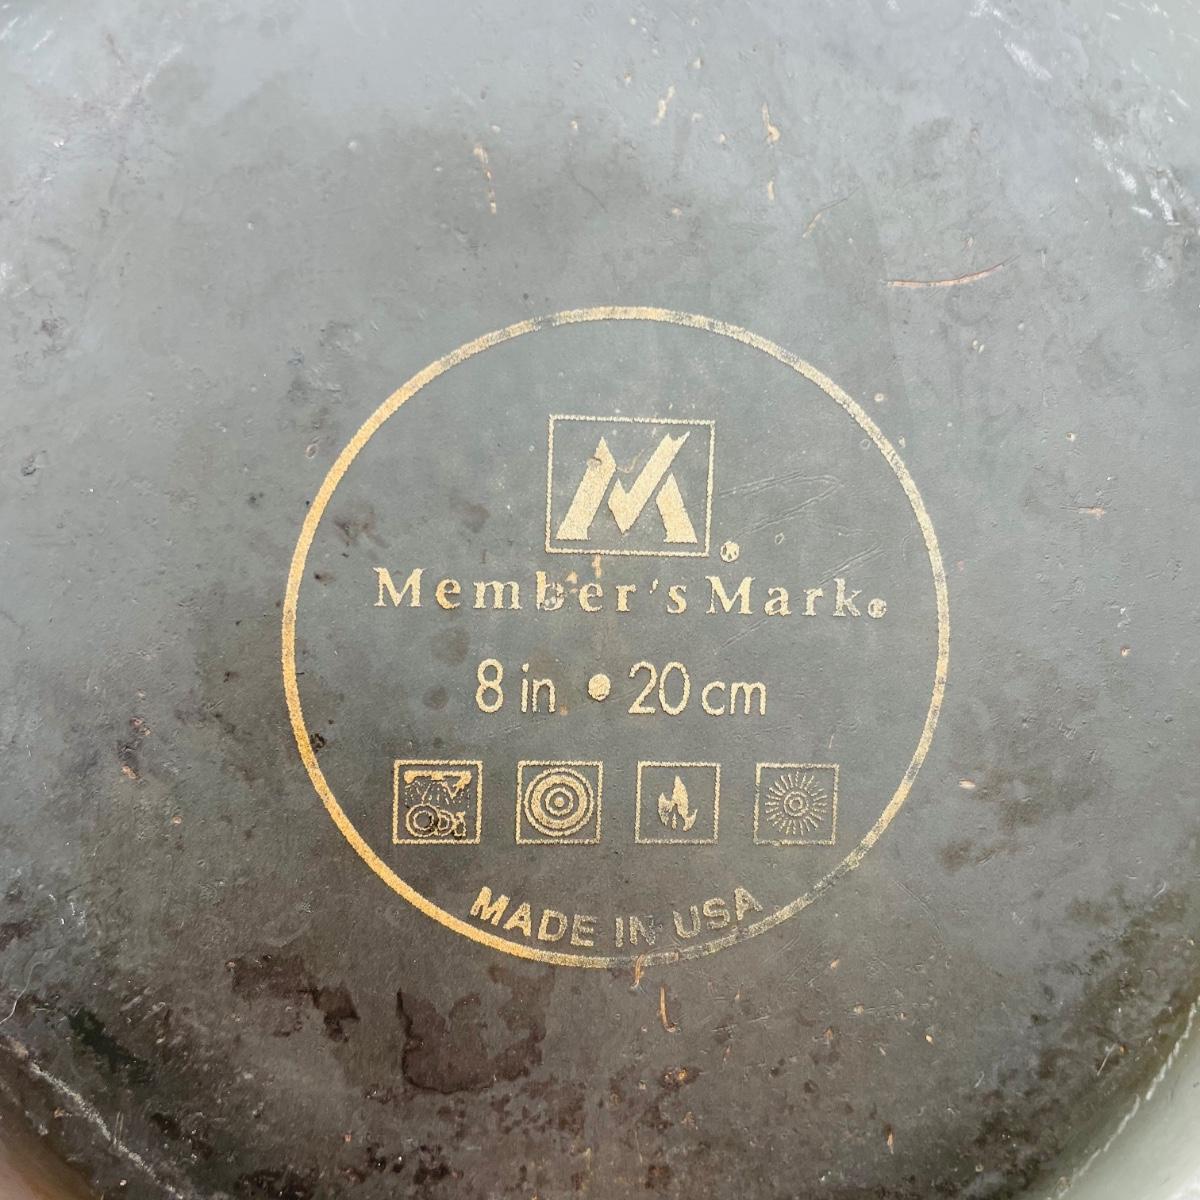 Member's Mark®
8 in • 20 cm
MADE IN USA